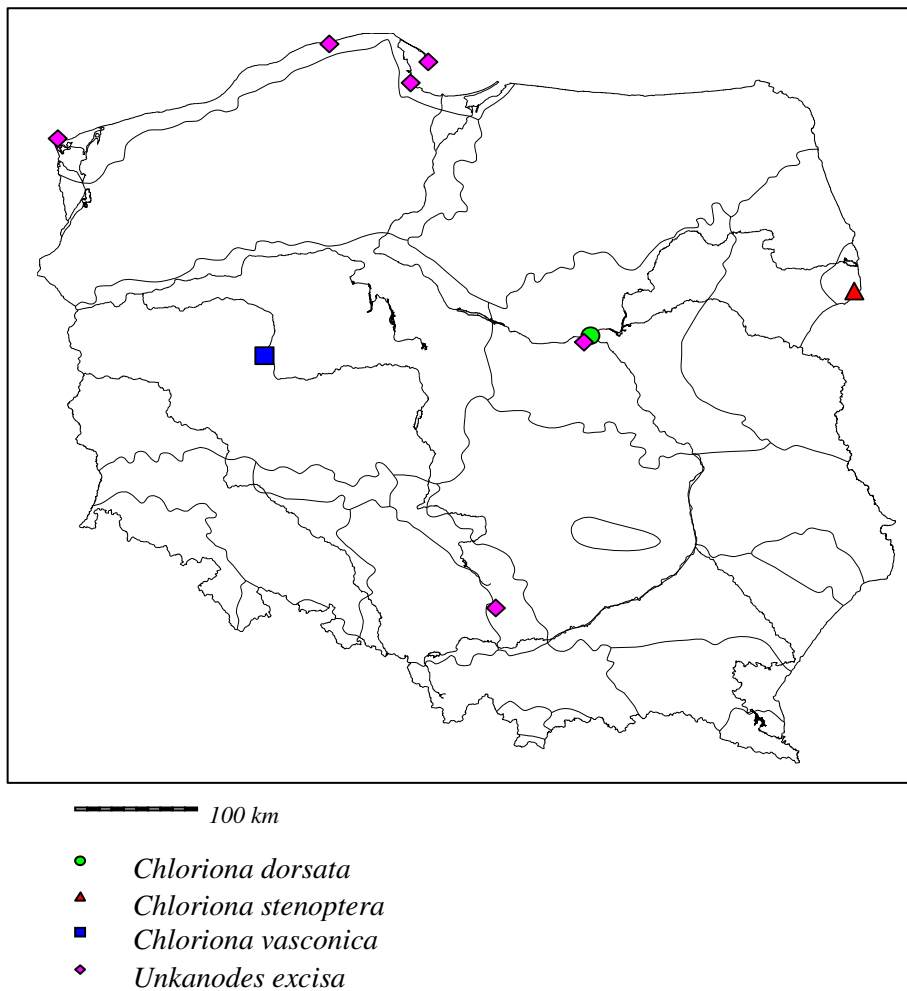 100 km
Chloriona dorsata
Chloriona stenoptera
Chloriona vasconica
Unkanodes excisa